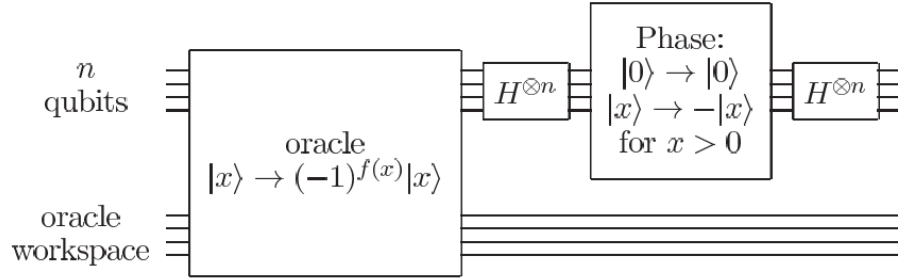 n
qubits
oracle
|x⟩ → (−1)^{f(x)}|x⟩
H^{⊗n}
Phase:
|0⟩ → |0⟩
|x⟩ → −|x⟩
for x > 0
H^{⊗n}
oracle
workspace